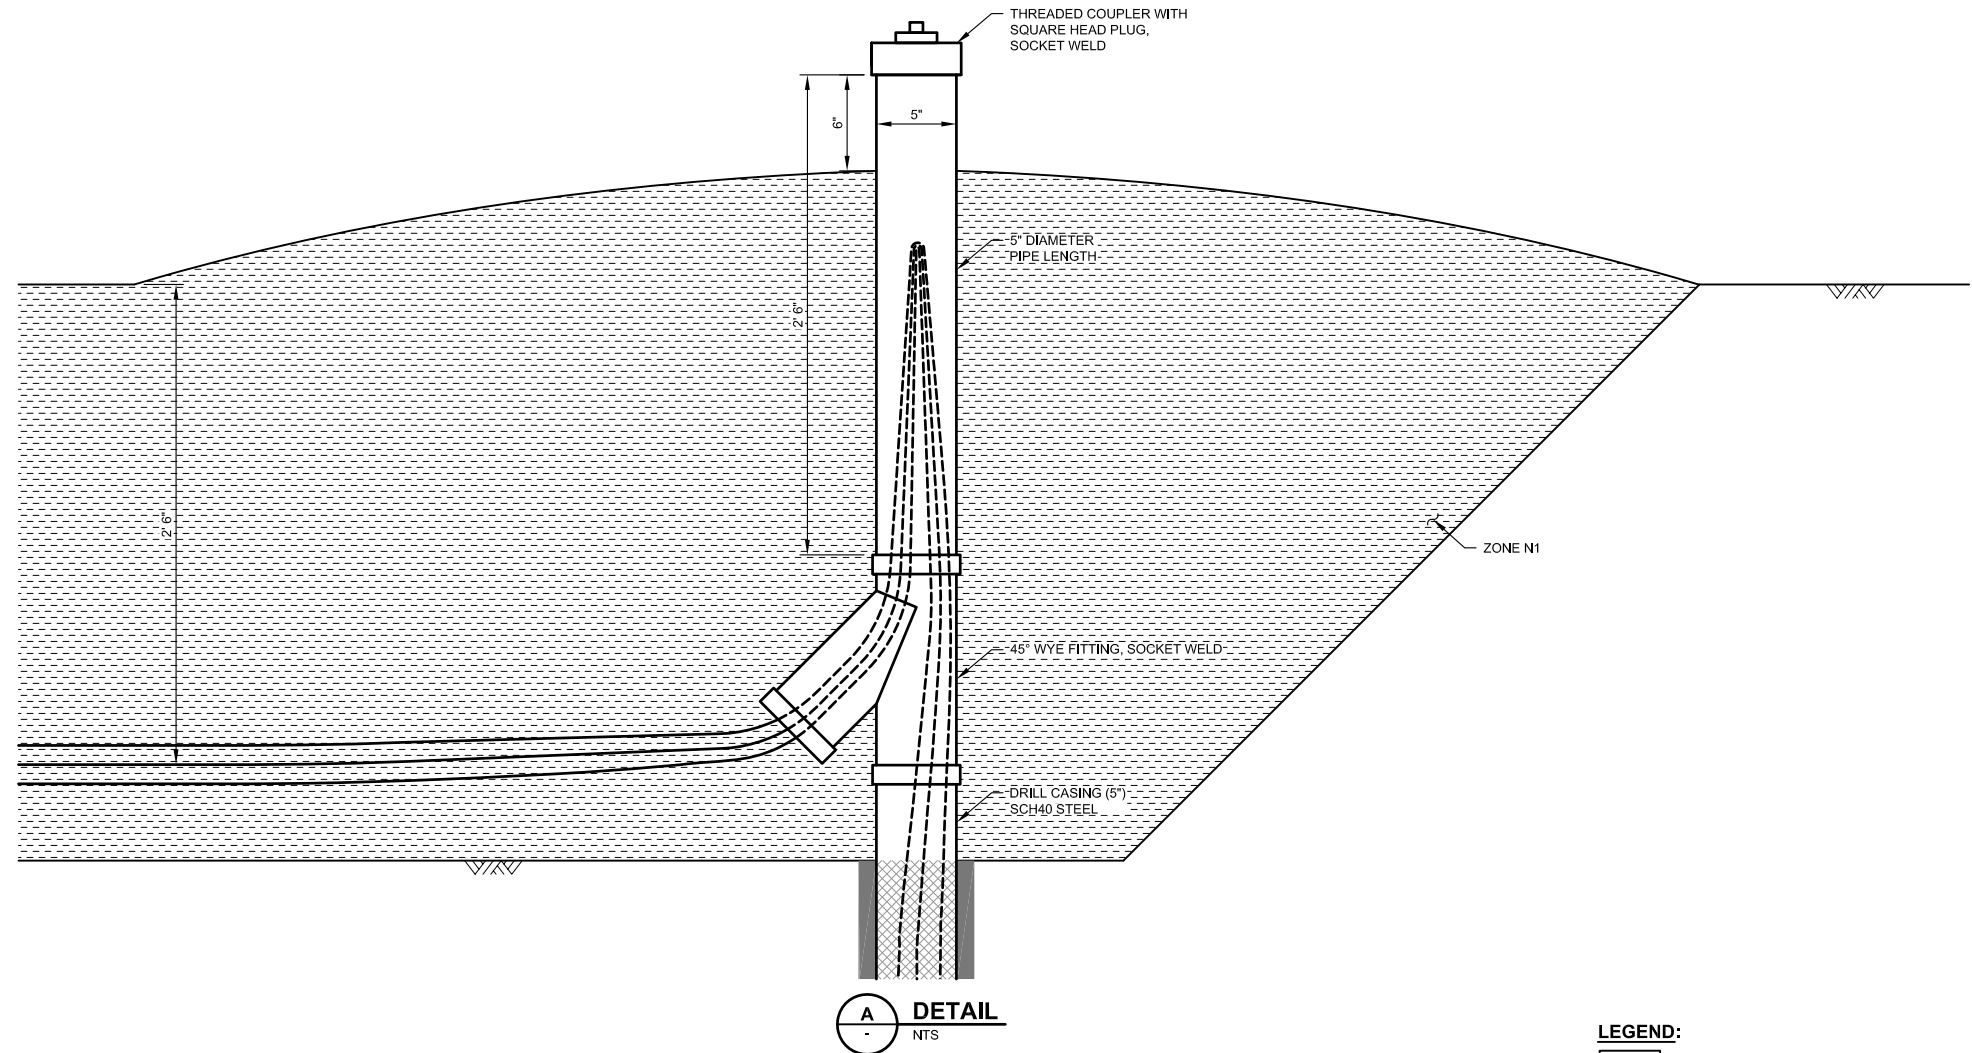 THREADED COUPLER WITH
SQUARE HEAD PLUG,
SOCKET WELD
6"
5"
5" DIAMETER
PIPE LENGTH
2' 6"
2' 6"
ZONE N1
45° WYE FITTING, SOCKET WELD
DRILL CASING (5")
SCH40 STEEL
A
-
DETAIL
NTS
LEGEND: